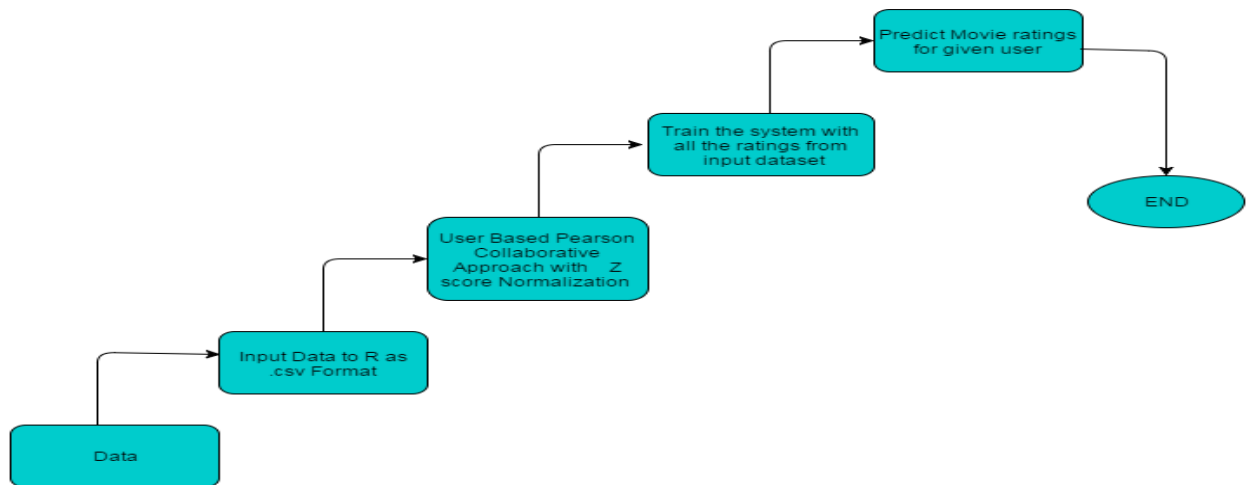 Predict Movie ratings
for given user
Train the system with
all the ratings from
input dataset
END
User Based Pearson
Collaborative
Approach with Z
score Normalization
Input Data to R as
.csv Format
Data